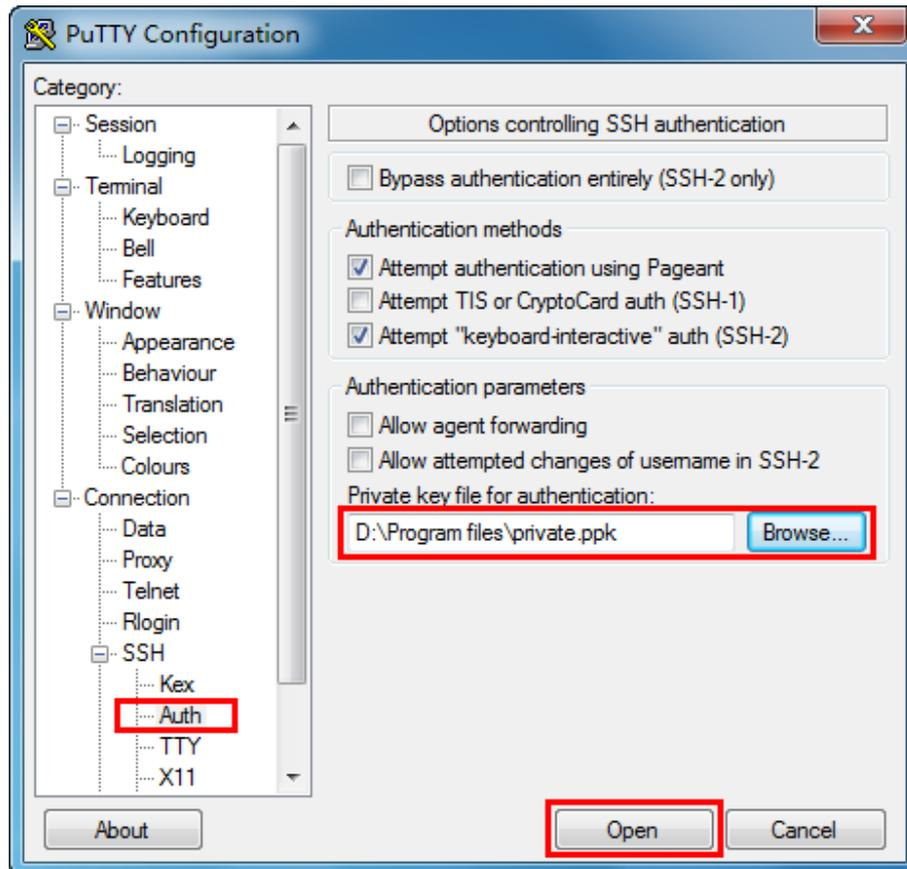 PuTTY Configuration
Category:
Session
Logging
Terminal
Keyboard
Bell
Features
Window
Appearance
Behaviour
Translation
Selection
Colours
Connection
Data
Proxy
Telnet
Rlogin
SSH
Kex
Auth
TTY
X11
Options controlling SSH authentication
Bypass authentication entirely (SSH-2 only)
Authentication methods
Attempt authentication using Pageant
Attempt TIS or CryptoCard auth (SSH-1)
Attempt "keyboard-interactive" auth (SSH-2)
Authentication parameters
Allow agent forwarding
Allow attempted changes of username in SSH-2
Private key file for authentication:
D:\Program files\private.ppk Browse...
About Open Cancel